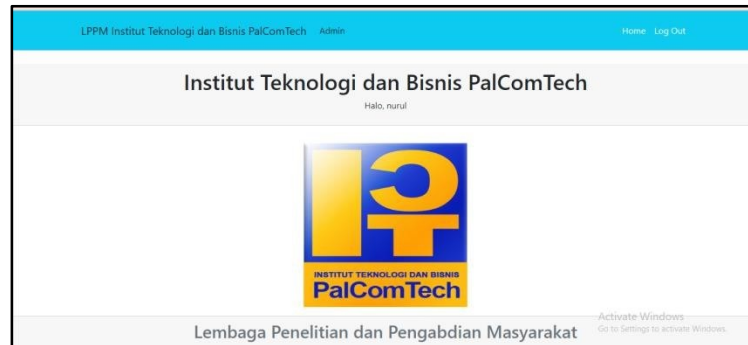 LPPM Institut Teknologi dan Bisnis PalComTech Admin Home Log Out
Institut Teknologi dan Bisnis PalComTech
Halo, nurul
INSTITUT TEKNOLOGI DAN BISNIS
PalComTech
Activate Windows
Go to Settings to activate Windows.
Lembaga Penelitian dan Pengabdian Masyarakat